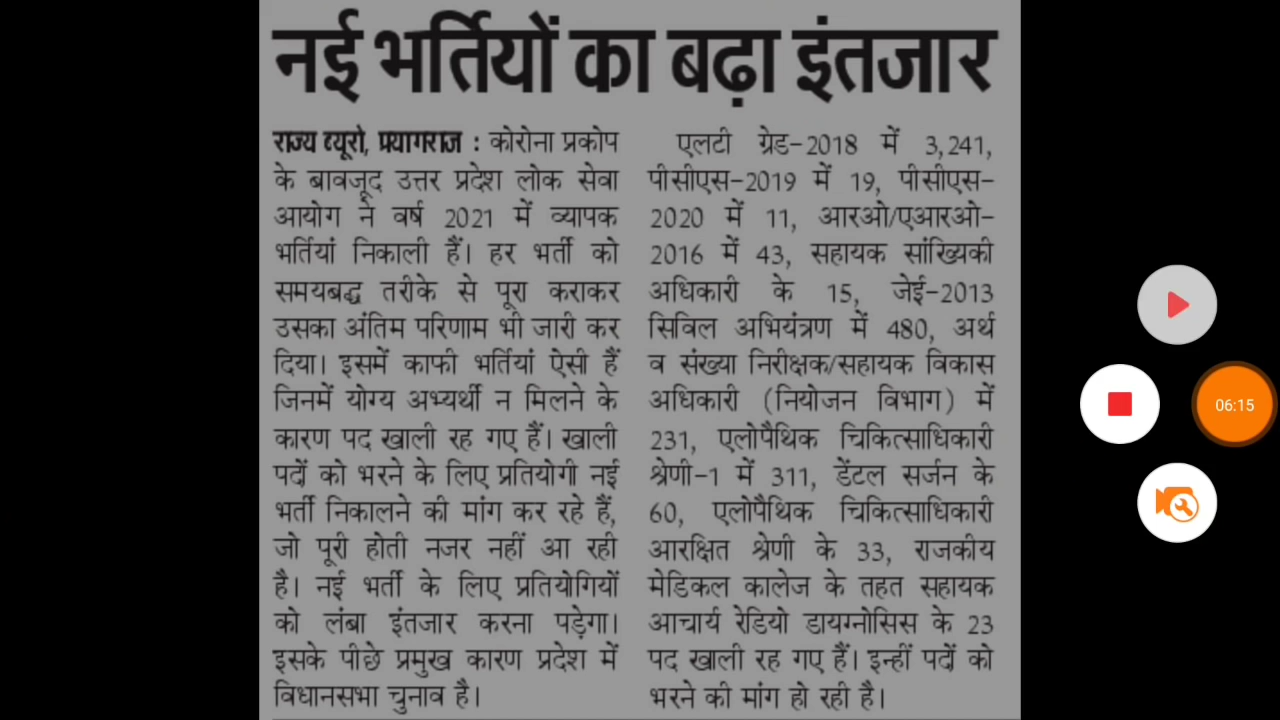 नई भर्तियों का बढ़ा इंतजार
राज्य ब्यूरो, प्रयागराज : कोरोना प्रकोप
के बावजूद उत्तर प्रदेश लोक सेवा
आयोग ने वर्ष 2021 में व्यापक
भर्तियां निकाली हैं। हर भर्ती को
समयबद्ध तरीके से पूरा कराकर
उसका अंतिम परिणाम भी जारी कर
दिया। इसमें काफी भर्तियां ऐसी हैं
जिनमें योग्य अभ्यर्थी न मिलने के
कारण पद खाली रह गए हैं। खाली
पदों को भरने के लिए प्रतियोगी नई
भर्ती निकालने की मांग कर रहे हैं,
जो पूरी होती नजर नहीं आ रही
है। नई भर्ती के लिए प्रतियोगियों
को लंबा इंतजार करना पड़ेगा।
इसके पीछे प्रमुख कारण प्रदेश में
विधानसभा चुनाव है।
एलटी ग्रेड-2018 में 3,241,
पीसीएस-2019 में 19, पीसीएस-
2020 में 11, आरओ/एआरओ-
2016 में 43, सहायक सांख्यिकी
अधिकारी के 15, जेई-2013
सिविल अभियंत्रण में 480, अर्थ
व संख्या निरीक्षक/सहायक विकास
अधिकारी (नियोजन विभाग) में
231, एलोपैथिक चिकित्साधिकारी
श्रेणी-1 में 311, डेंटल सर्जन के
60, एलोपैथिक चिकित्साधिकारी
आरक्षित श्रेणी के 33, राजकीय
मेडिकल कालेज के तहत सहायक
आचार्य रेडियो डायग्नोसिस के 23
पद खाली रह गए हैं। इन्हीं पदों को
भरने की मांग हो रही है।
06:15